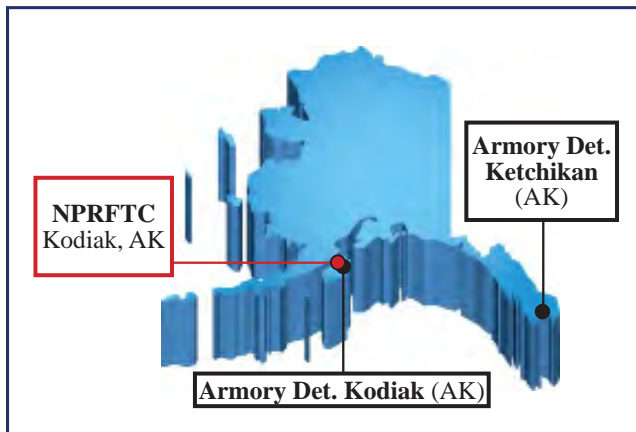 Armory Det.
Ketchikan
(AK)
NPRFTC
Kodiak, AK
Armory Det. Kodiak (AK)